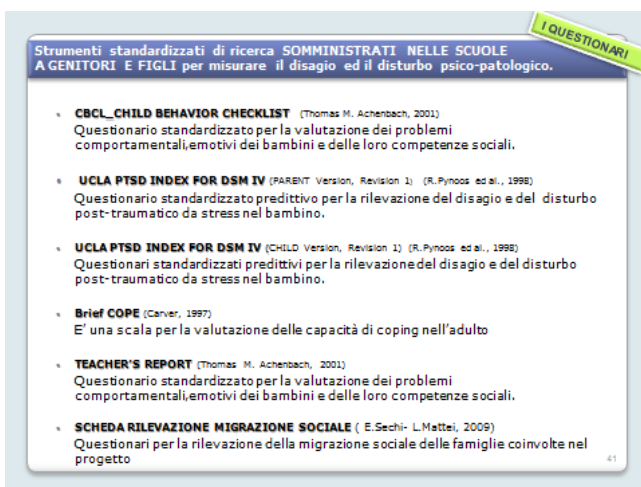 I QUESTIONARI
Strumenti standardizzati di ricerca SOMMINISTRATI NELLE SCUOLE
A GENITORI E FIGLI per misurare il disagio ed il disturbo psico-patologico.
CBCL_CHILD BEHAVIOR CHECKLIST (Thomas M. Achenbach, 2001)
Questionario standardizzato per la valutazione dei problemi
comportamentali,emotivi dei bambini e delle loro competenze sociali.
UCLA PTSD INDEX FOR DSM IV (PARENT Version, Revision 1) (R.Pynoos ed al., 1998)
Questionario standardizzato predittivo per la rilevazione del disagio e del disturbo
post-traumatico da stress nel bambino.
UCLA PTSD INDEX FOR DSM IV (CHILD Version, Revision 1) (R.Pynoos ed al., 1998)
Questionari standardizzati predittivi per la rilevazione del disagio e del disturbo
post-traumatico da stress nel bambino.
Brief COPE (Carver, 1997)
E' una scala per la valutazione delle capacità di coping nell'adulto
TEACHER'S REPORT (Thomas M. Achenbach, 2001)
Questionario standardizzato per la valutazione dei problemi
comportamentali,emotivi dei bambini e delle loro competenze sociali.
SCHEDA RILEVAZIONE MIGRAZIONE SOCIALE ( E.Sechi- L.Mattei, 2009)
Questionari per la rilevazione della migrazione sociale delle famiglie coinvolte nel
progetto
41